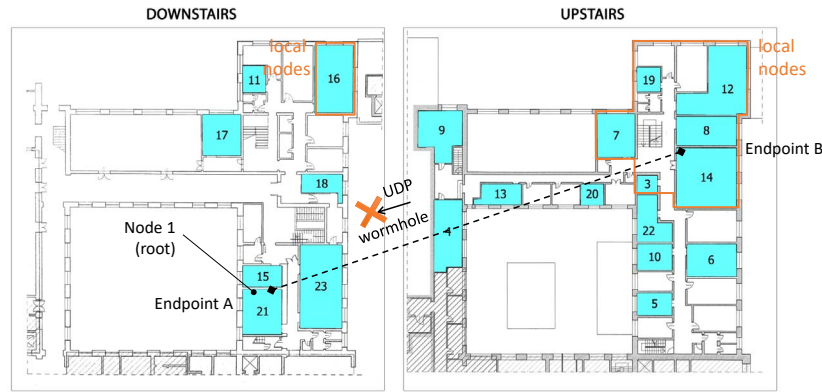 DOWNSTAIRS
UPSTAIRS
local
nodes
11
16
17
18
UDP
wormhole
Node 1
(root)
15
Endpoint A
21
23
local
nodes
19
12
9
7
8
Endpoint B
14
3
13
20
4
22
10
6
5